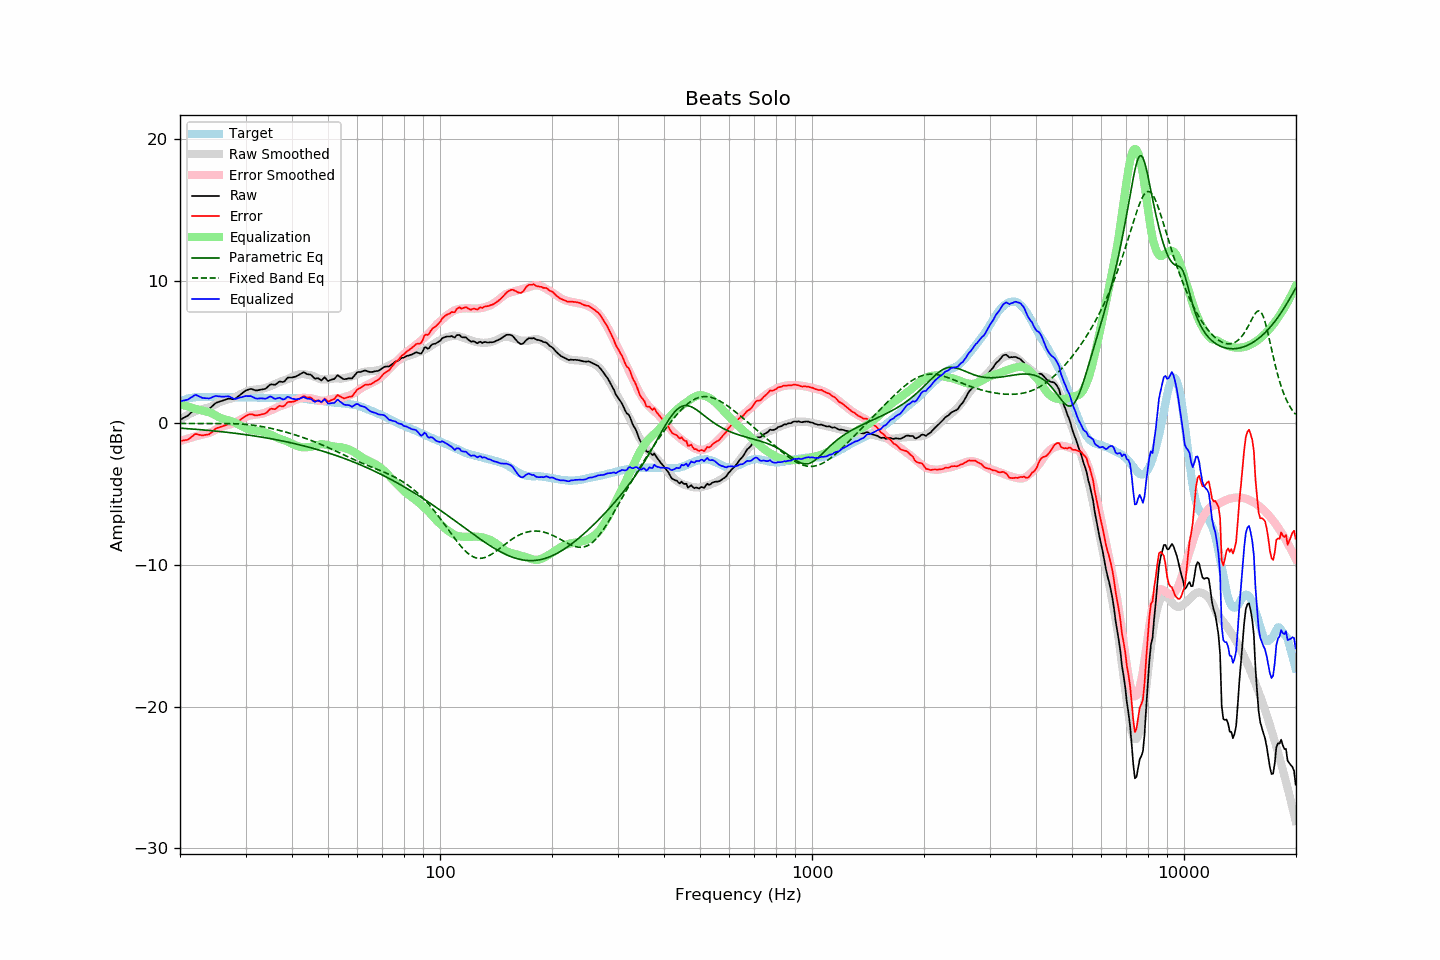 Beats Solo
Target
Raw Smoothed
Error Smoothed
Raw
Error
Equalization
Parametric Eq
Fixed Band Eq
Equalized
Amplitude (dBr)
20
10
0
−10
−20
−30
100
1000
10000
Frequency (Hz)